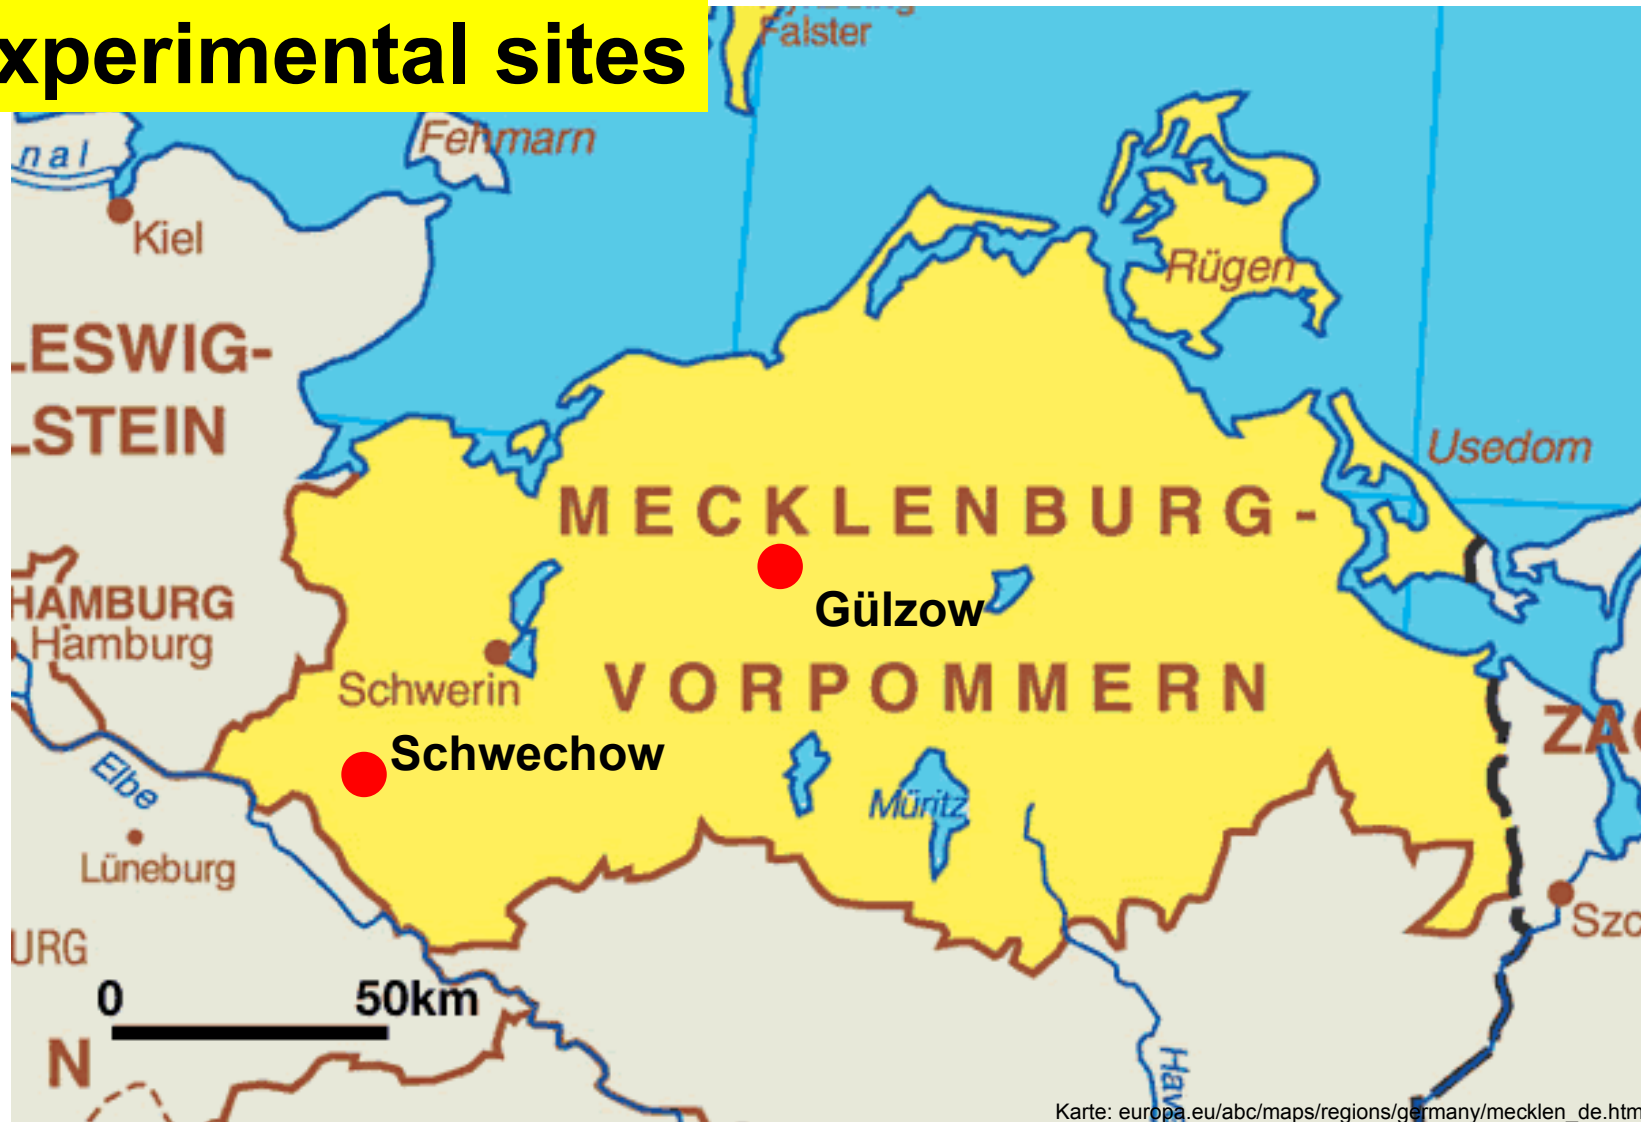 xperimental sites
Falster
Fehmarn
nal
Kiel
Rügen
LESWIG-
LSTEIN
Usedom
MECKLENBURG-
HAMBURG
Hamburg
Gülzow
Schwerin
VORPOMMERN
ZAC
Schwechow
Elbe
Müritz
Lüneburg
Szc
URG
0 50km
N
Hav
Karte: europa.eu/abc/maps/regions/germany/mecklen_de.htm